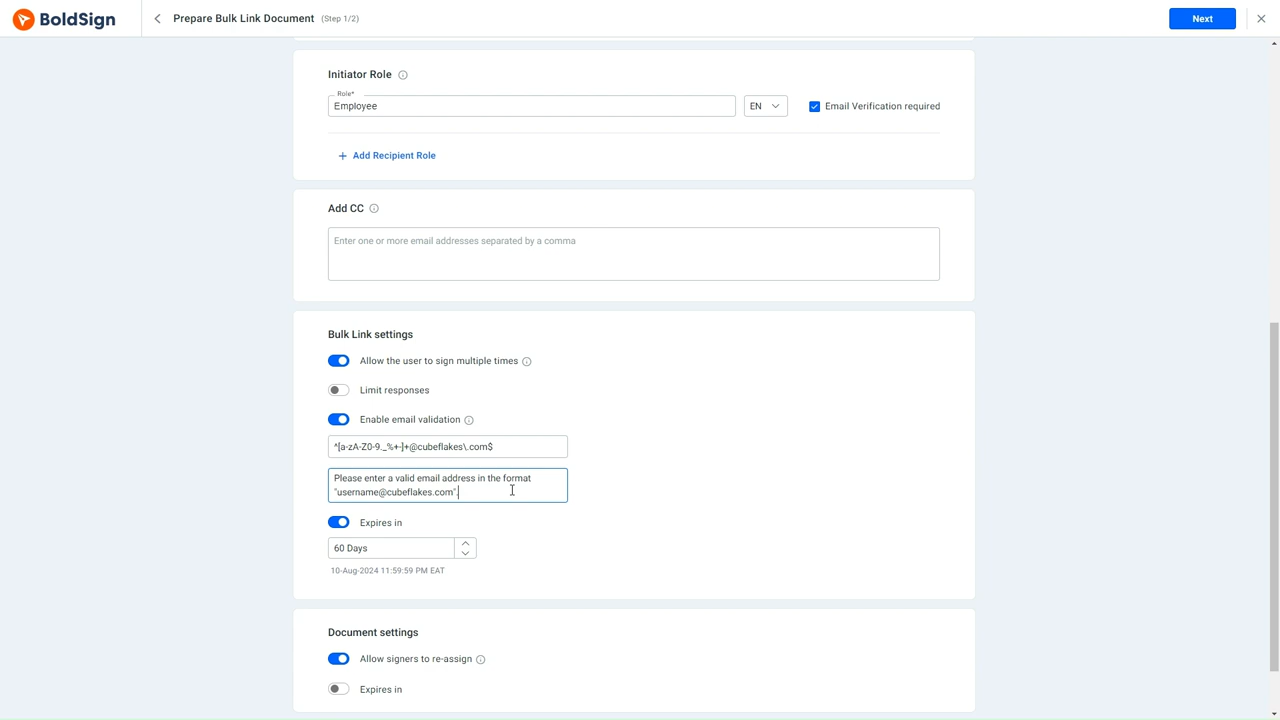 BoldSign
Prepare Bulk Link Document (Step 1/2)
Next
Initiator Role
Role*
Employee
EN
Email Verification required
Add Recipient Role
Add CC
Enter one or more email addresses separated by a comma
Bulk Link settings
Allow the user to sign multiple times
Limit responses
Enable email validation
^[a-zA-Z0-9._%+-]+@cubeflakes\.com$
Please enter a valid email address in the format
"username@cubeflakes.com".
Expires in
60 Days
10-Aug-2024 11:59:59 PM EAT
Document settings
Allow signers to re-assign
Expires in